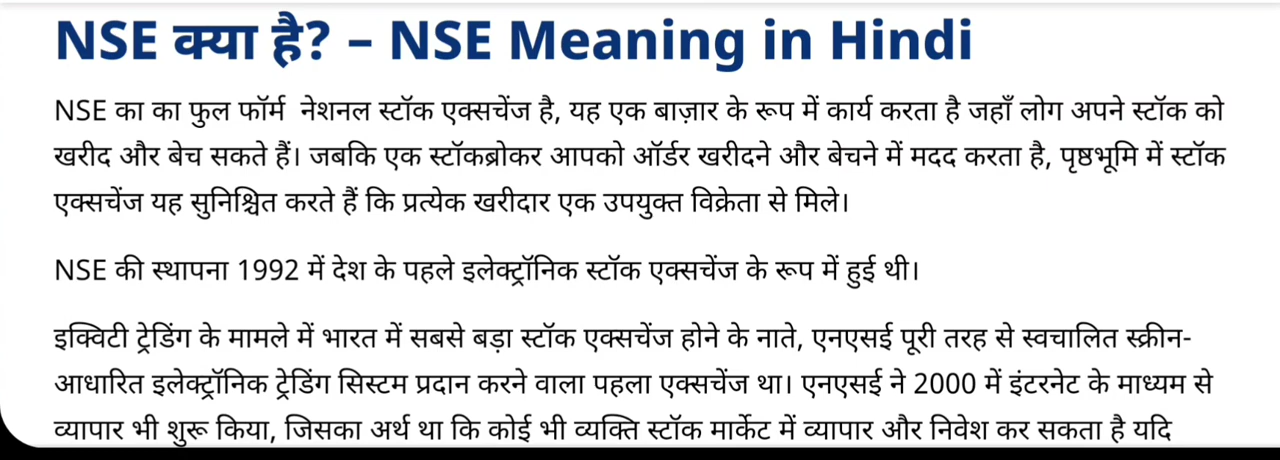 NSE क्या है? – NSE Meaning in Hindi
NSE का का फुल फॉर्म नेशनल स्टॉक एक्सचेंज है, यह एक बाज़ार के रूप में कार्य करता है जहाँ लोग अपने स्टॉक को
खरीद और बेच सकते हैं। जबकि एक स्टॉकब्रोकर आपको ऑर्डर खरीदने और बेचने में मदद करता है, पृष्ठभूमि में स्टॉक
एक्सचेंज यह सुनिश्चित करते हैं कि प्रत्येक खरीदार एक उपयुक्त विक्रेता से मिले।
NSE की स्थापना 1992 में देश के पहले इलेक्ट्रॉनिक स्टॉक एक्सचेंज के रूप में हुई थी।
इक्विटी ट्रेडिंग के मामले में भारत में सबसे बड़ा स्टॉक एक्सचेंज होने के नाते, एनएसई पूरी तरह से स्वचालित स्क्रीन-
आधारित इलेक्ट्रॉनिक ट्रेडिंग सिस्टम प्रदान करने वाला पहला एक्सचेंज था। एनएसई ने 2000 में इंटरनेट के माध्यम से
व्यापार भी शुरू किया, जिसका अर्थ था कि कोई भी व्यक्ति स्टॉक मार्केट में व्यापार और निवेश कर सकता है यदि